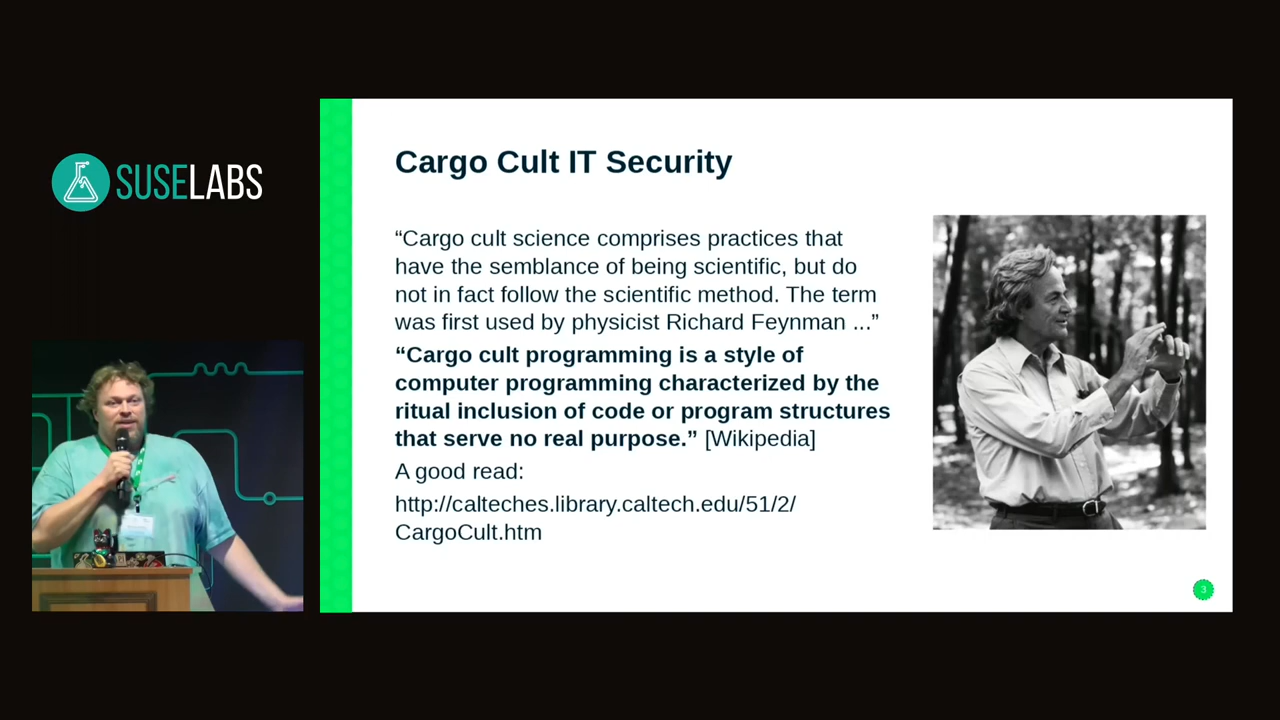 SUSELABS
Cargo Cult IT Security
“Cargo cult science comprises practices that
have the semblance of being scientific, but do
not in fact follow the scientific method. The term
was first used by physicist Richard Feynman ...”
“Cargo cult programming is a style of
computer programming characterized by the
ritual inclusion of code or program structures
that serve no real purpose.” [Wikipedia]
A good read:
http://calteches.library.caltech.edu/51/2/
CargoCult.htm
3